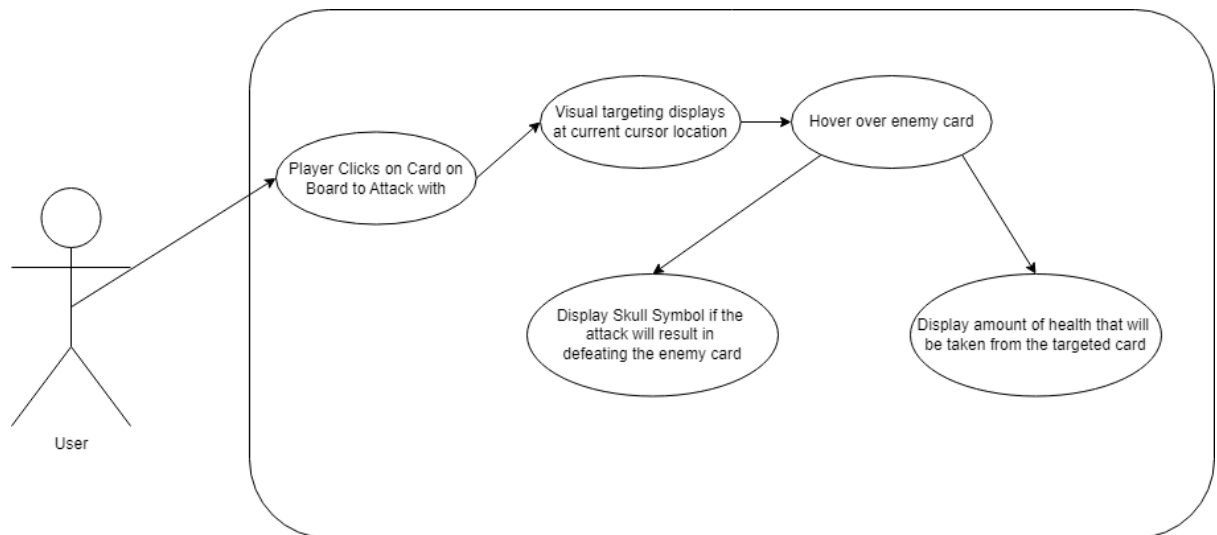 Visual targeting displays
at current cursor location
Hover over enemy card
Player Clicks on Card on
Board to Attack with
Display Skull Symbol if the
attack will result in
defeating the enemy card
Display amount of health that will
be taken from the targeted card
User